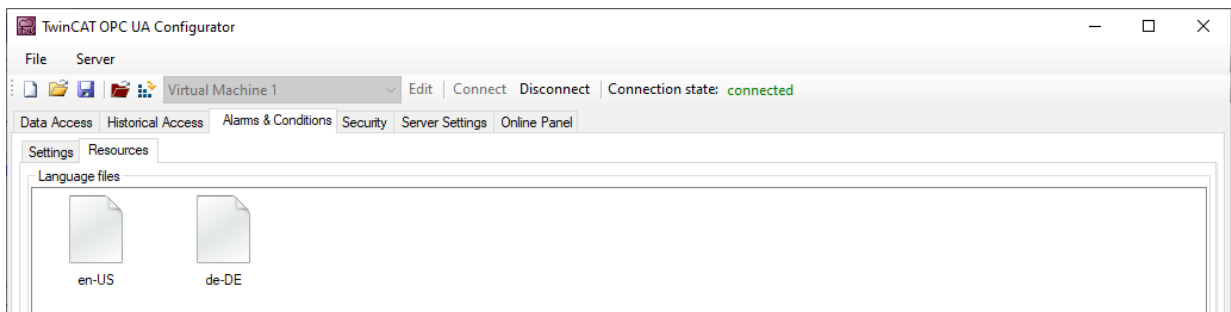 TwinCAT OPC UA Configurator
File Server
Virtual Machine 1 Edit Connect Disconnect Connection state: connected
Data Access Historical Access Alarms & Conditions Security Server Settings Online Panel
Settings Resources
Language files
en-US de-DE